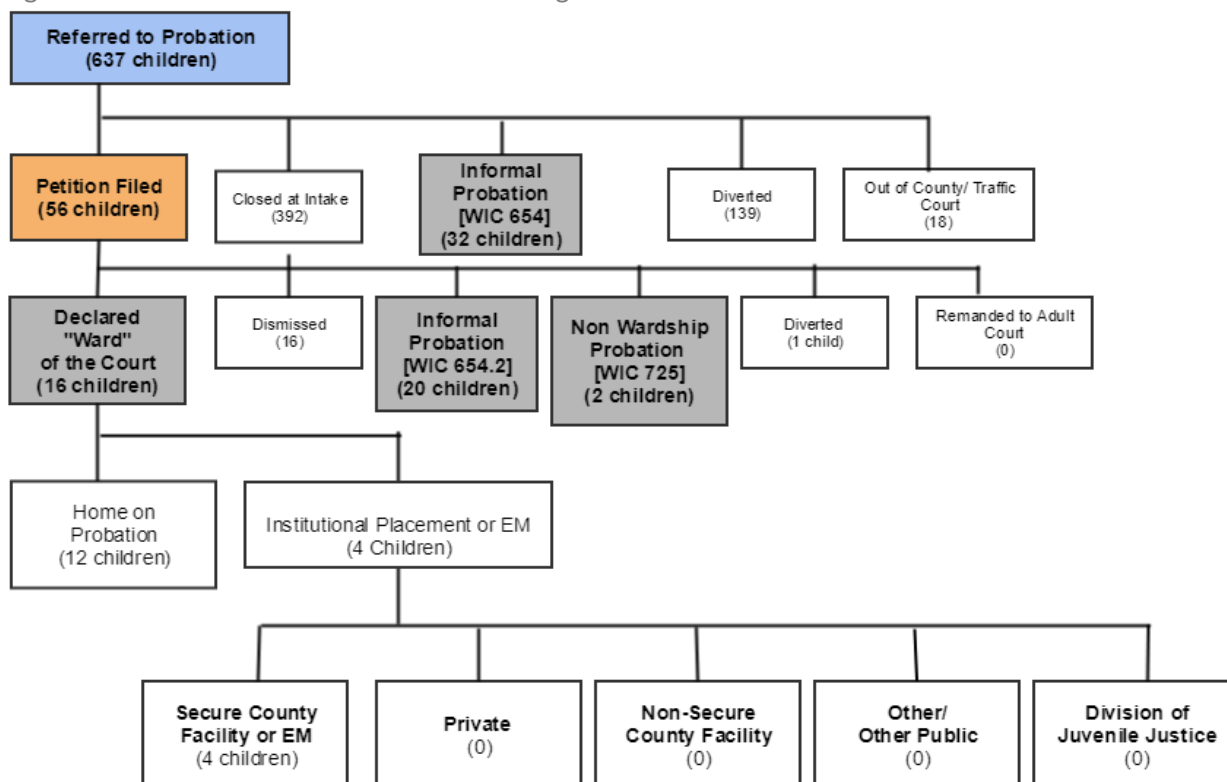 Referred to Probation
(637 children)
Petition Filed
(56 children)
Closed at Intake
(392)
Informal
Probation
[WIC 654]
(32 children)
Diverted
(139)
Out of County/ Traffic
Court
(18)
Declared
"Ward"
of the Court
(16 children)
Dismissed
(16)
Informal
Probation
[WIC 654.2]
(20 children)
Non Wardship
Probation
[WIC 725]
(2 children)
Diverted
(1 child)
Remanded to Adult
Court
(0)
Home on
Probation
(12 children)
Institutional Placement or EM
(4 Children)
Secure County
Facility or EM
(4 children)
Private
(0)
Non-Secure
County Facility
(0)
Other/
Other Public
(0)
Division of
Juvenile Justice
(0)